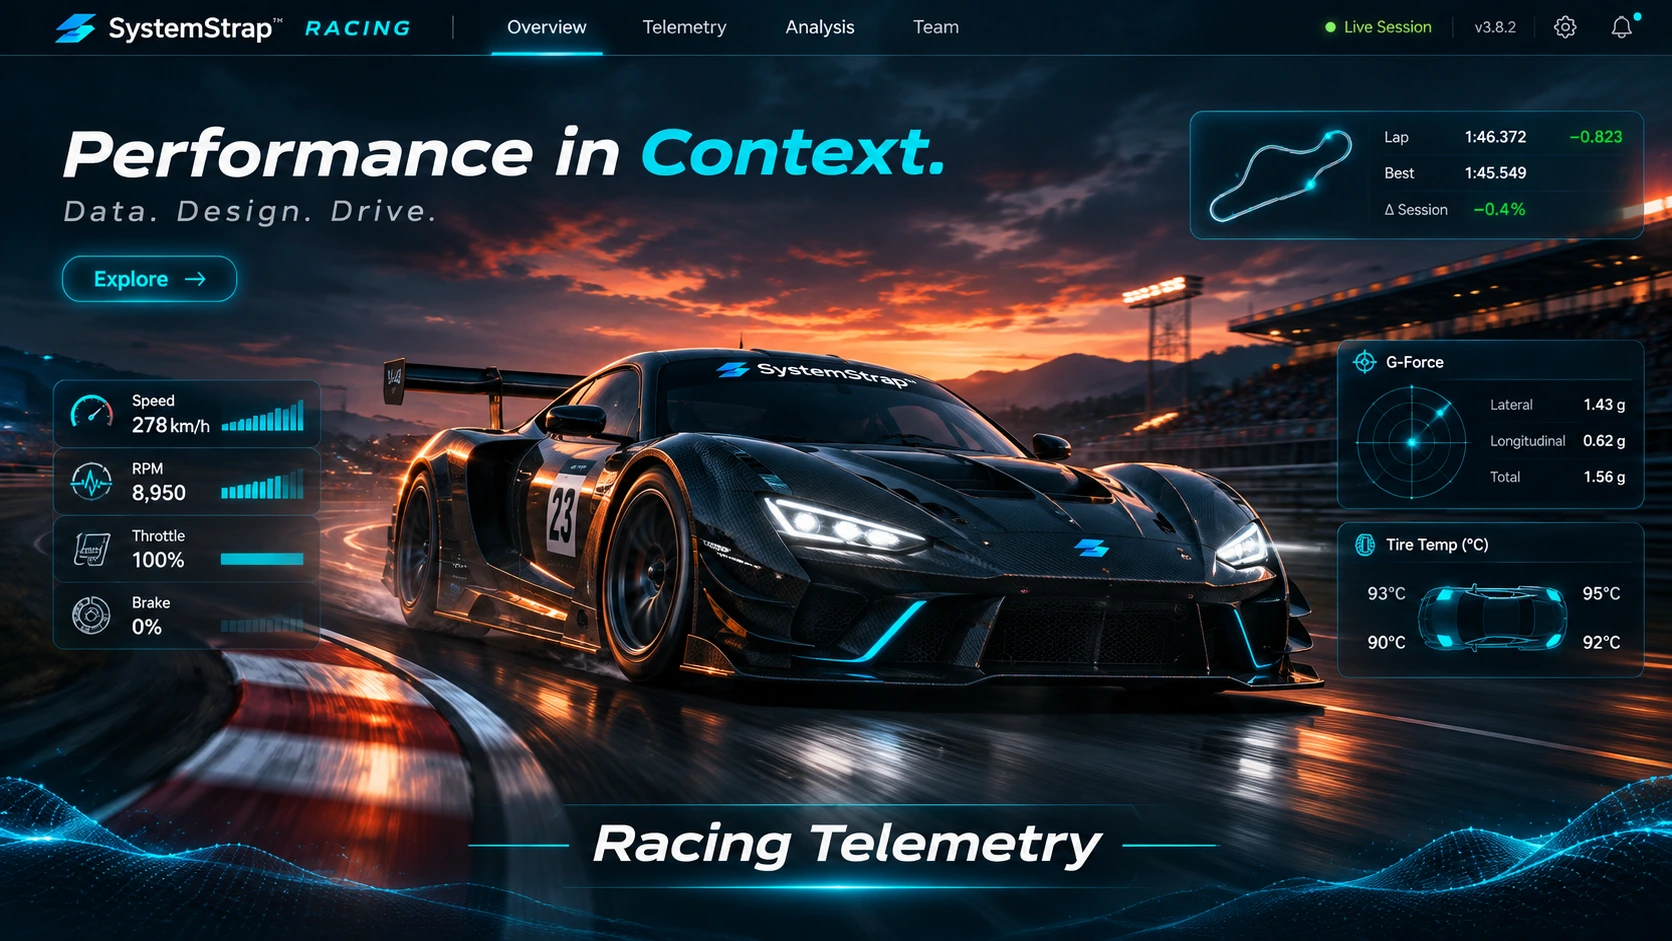 SystemStrap™ RACING
Overview
Telemetry
Analysis
Team
Live Session
v3.8.2
Performance in Context.
Data. Design. Drive.
Explore →
Lap 1:46.372 −0.823
Best 1:45.549
Δ Session −0.4%
Speed
278 km/h
RPM
8,950
Throttle
100%
Brake
0%
SystemStrap™
23
G-Force
Lateral 1.43 g
Longitudinal 0.62 g
Total 1.56 g
Tire Temp (°C)
93°C 95°C
90°C 92°C
Racing Telemetry